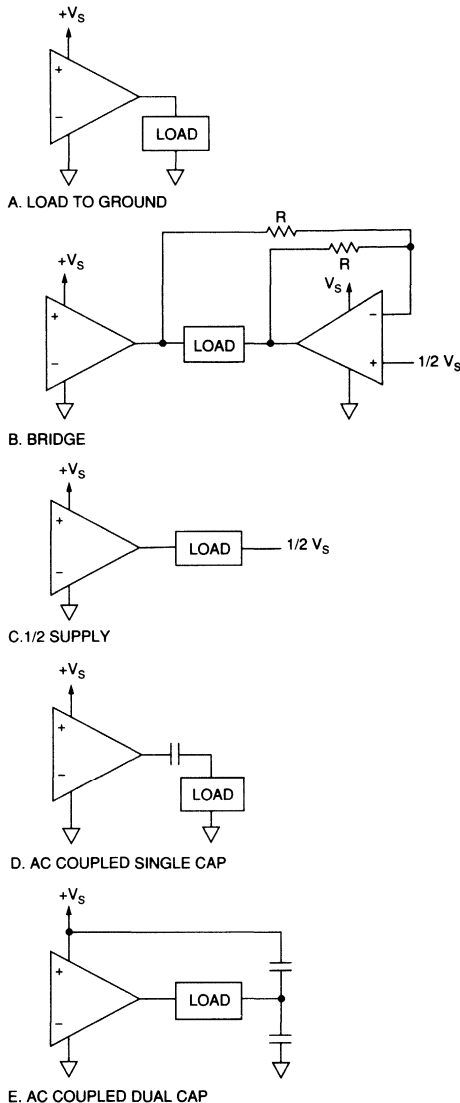 +VS
+
−
LOAD
A. LOAD TO GROUND
R
R
+VS
VS
+
−
LOAD
−
+
1/2 VS
B. BRIDGE
+VS
+
−
LOAD
1/2 VS
C.1/2 SUPPLY
+VS
+
−
LOAD
D. AC COUPLED SINGLE CAP
+VS
+
−
LOAD
E. AC COUPLED DUAL CAP